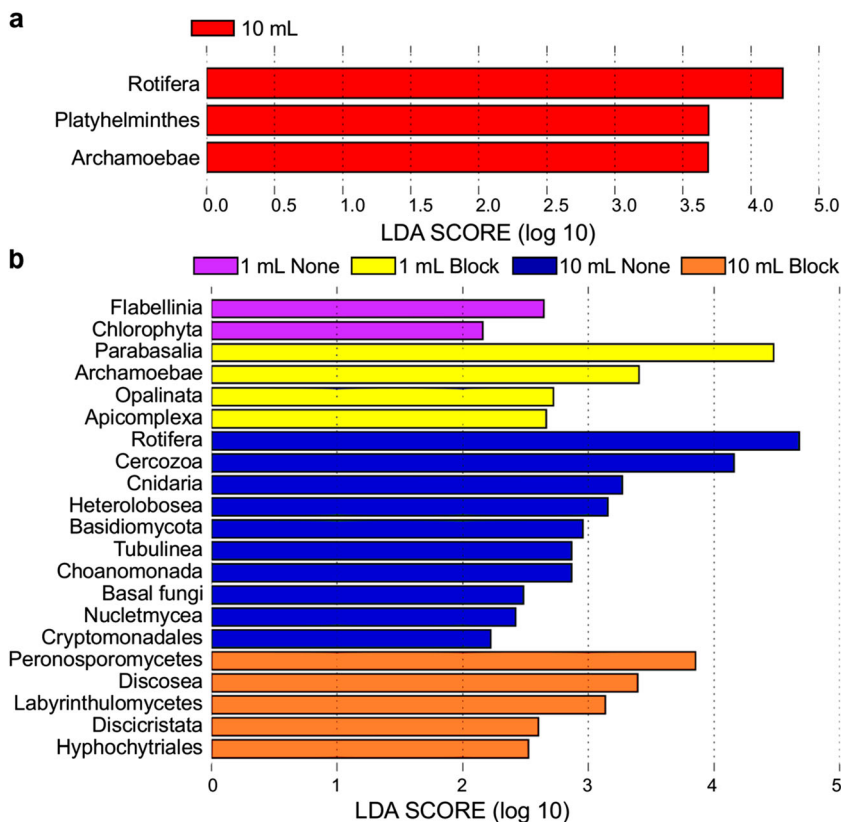 a
10 mL
Rotifera
Platyhelminthes
Archamoebae
0.0 0.5 1.0 1.5 2.0 2.5 3.0 3.5 4.0 5.0
LDA SCORE (log 10)
b
1 mL None 1 mL Block 10 mL None 10 mL Block
Flabellinia
Chlorophyta
Parabasalia
Archamoebae
Opalinata
Apicomplexa
Rotifera
Cercozoa
Cnidaria
Heterolobosea
Basidiomycota
Tubulinea
Choanomonada
Basal fungi
Nucletmycea
Cryptomonadales
Peronosporomycetes
Discosea
Labyrinthulomycetes
Discicristata
Hyphochytriales
0 1 2 3 4 5
LDA SCORE (log 10)